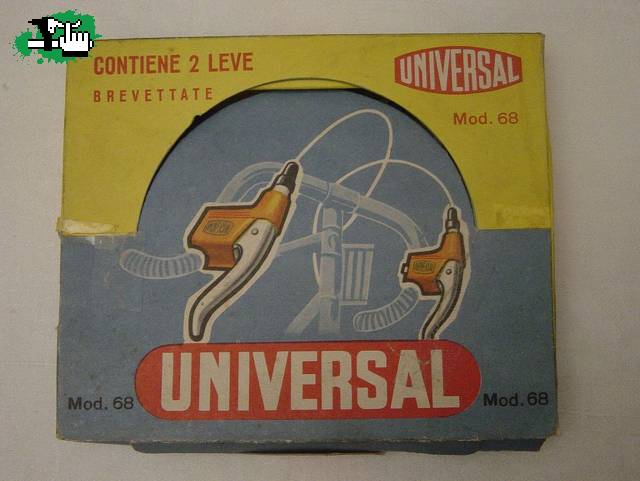 CONTIENE 2 LEVE
BREVETTATE
UNIVERSAL
Mod. 68
UNIVERSAL
Mod. 68
Mod. 68